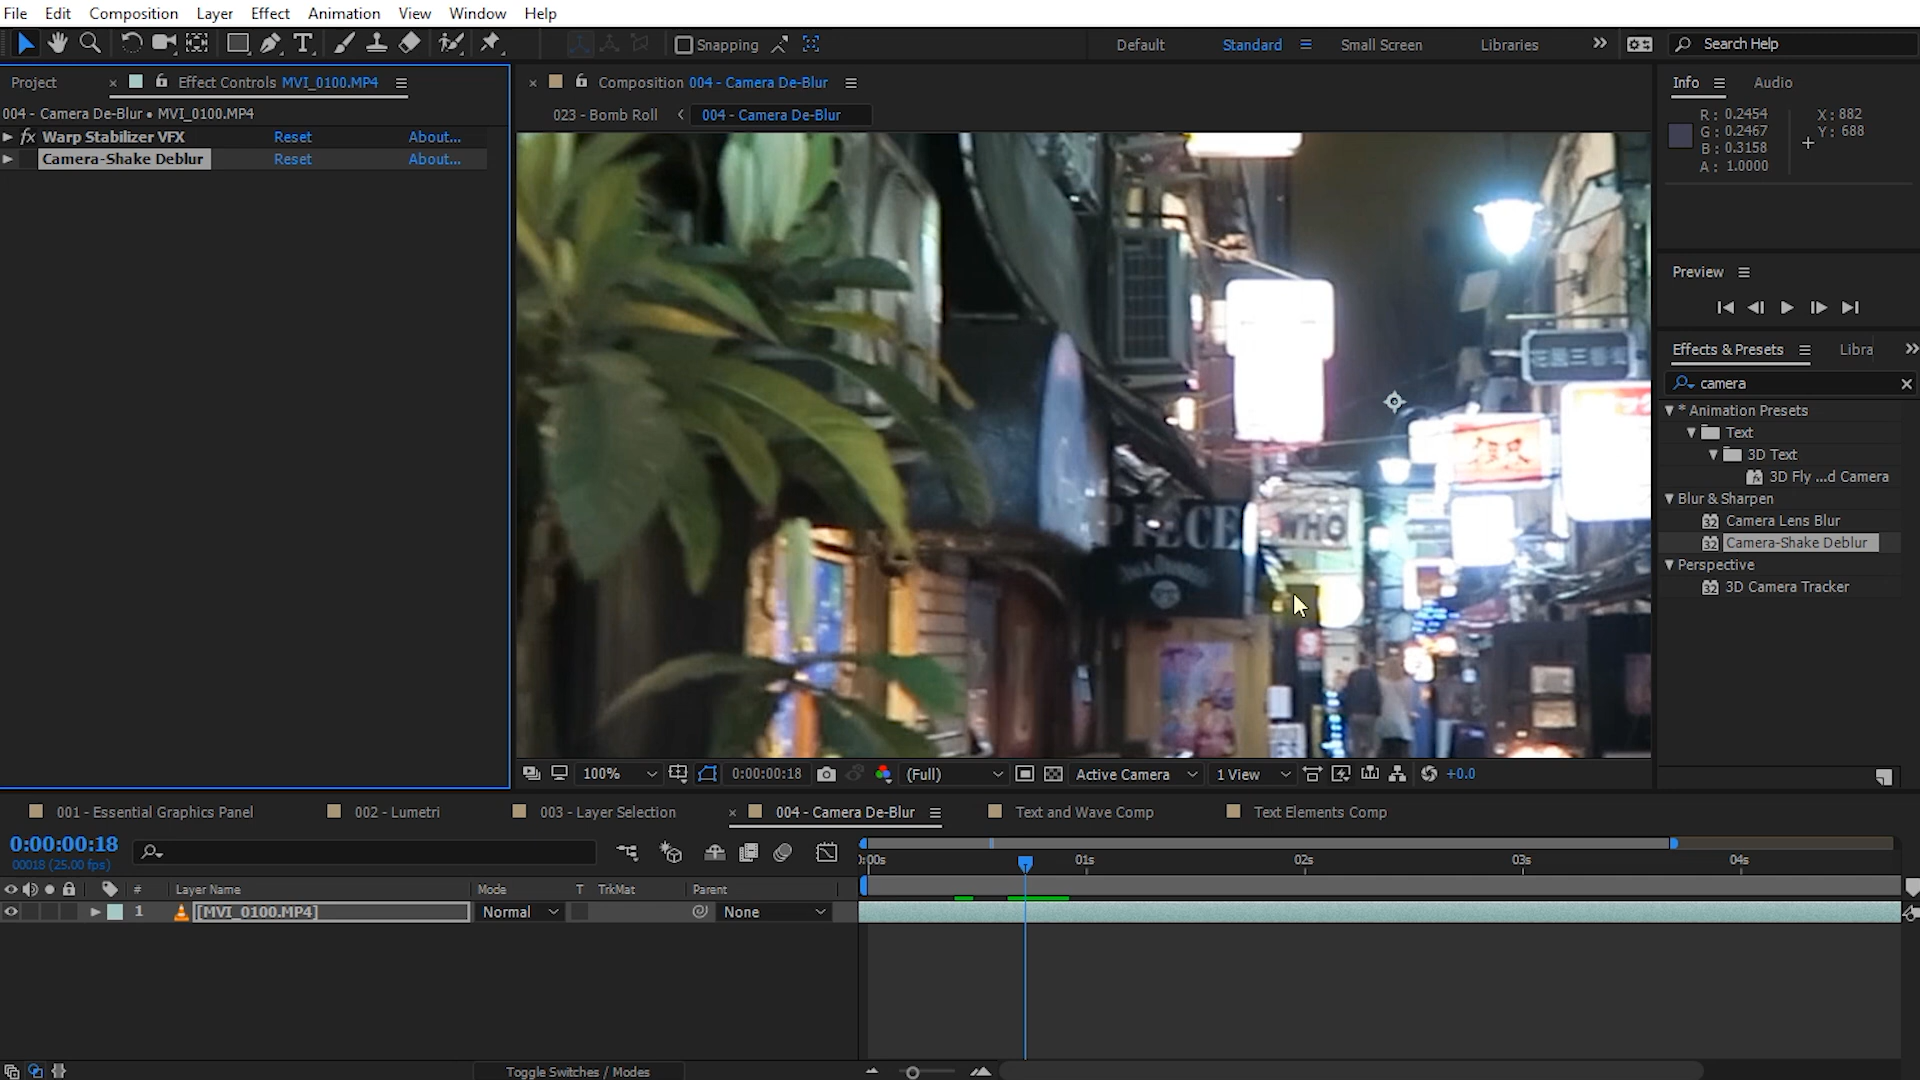 File Edit Composition Layer Effect Animation View Window Help
Snapping
Default Standard Small Screen Libraries Search Help
Project × Effect Controls MVI_0100.MP4
004 - Camera De-Blur • MVI_0100.MP4
fx Warp Stabilizer VFX Reset About...
Camera-Shake Deblur Reset About...
× Composition 004 - Camera De-Blur
023 - Bomb Roll 004 - Camera De-Blur
PIECE
WHO
100% 0:00:00:18 (Full) Active Camera 1 View +0.0
Info Audio
R: 0.2454 X: 882
G: 0.2467 Y: 688
B: 0.3158
A: 1.0000
Preview
Effects & Presets Libra
camera
* Animation Presets
Text
3D Text
3D Fly ...d Camera
Blur & Sharpen
32 Camera Lens Blur
32 Camera-Shake Deblur
Perspective
32 3D Camera Tracker
001 - Essential Graphics Panel 002 - Lumetri 003 - Layer Selection × 004 - Camera De-Blur Text and Wave Comp Text Elements Comp
0:00:00:18
00018 (25.00 fps)
):00s 01s 02s 03s 04s
# Layer Name Mode T TrkMat Parent
1 [MVI_0100.MP4] Normal None
Toggle Switches / Modes